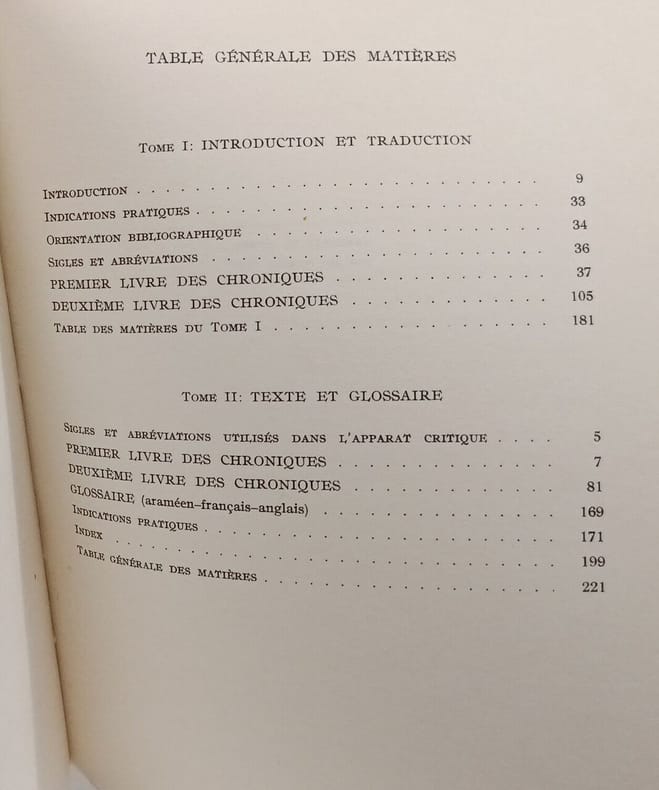 TABLE GÉNÉRALE DES MATIÈRES
TOME I: INTRODUCTION ET TRADUCTION
INTRODUCTION . . . . . . . . . . . . . . . . . . . . . . 9
INDICATIONS PRATIQUES . . . . . . . . . . . . . . . . . . 33
ORIENTATION BIBLIOGRAPHIQUE . . . . . . . . . . . . . . . 34
SIGLES ET ABRÉVIATIONS . . . . . . . . . . . . . . . . . 36
PREMIER LIVRE DES CHRONIQUES . . . . . . . . . . . 37
DEUXIÈME LIVRE DES CHRONIQUES . . . . . . . . . . 105
TABLE DES MATIÈRES DU TOME I . . . . . . . . . . . . . . 181
TOME II: TEXTE ET GLOSSAIRE
SIGLES ET ABRÉVIATIONS UTILISÉS DANS L'APPARAT CRITIQUE . . . . 5
PREMIER LIVRE DES CHRONIQUES . . . . . . . . . . . 7
DEUXIÈME LIVRE DES CHRONIQUES . . . . . . . . . . 81
GLOSSAIRE (araméen–français–anglais) . . . . . . . . . . . 169
INDICATIONS PRATIQUES . . . . . . . . . . . . . . . . . 171
INDEX . . . . . . . . . . . . . . . . . . . . . . 199
TABLE GÉNÉRALE DES MATIÈRES . . . . . . . . . . . . . . 221